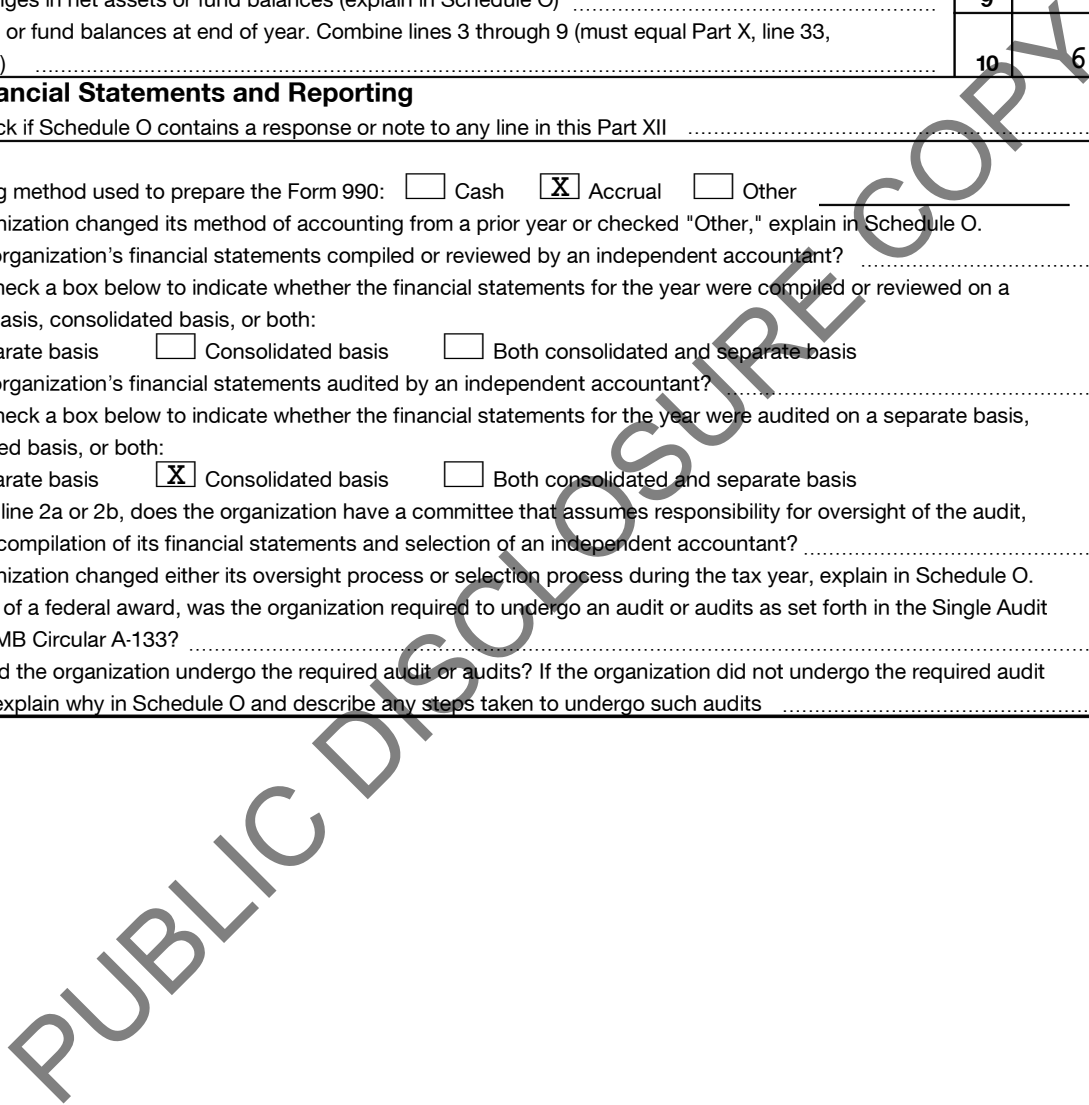 nges in net assets or fund balances (explain in Schedule O) 9
or fund balances at end of year. Combine lines 3 through 9 (must equal Part X, line 33,
) 10 6
ancial Statements and Reporting
ck if Schedule O contains a response or note to any line in this Part XII
g method used to prepare the Form 990: Cash X Accrual Other
nization changed its method of accounting from a prior year or checked "Other," explain in Schedule O.
organization's financial statements compiled or reviewed by an independent accountant?
heck a box below to indicate whether the financial statements for the year were compiled or reviewed on a
asis, consolidated basis, or both:
arate basis Consolidated basis Both consolidated and separate basis
organization's financial statements audited by an independent accountant?
heck a box below to indicate whether the financial statements for the year were audited on a separate basis,
ed basis, or both:
arate basis X Consolidated basis Both consolidated and separate basis
line 2a or 2b, does the organization have a committee that assumes responsibility for oversight of the audit,
compilation of its financial statements and selection of an independent accountant?
nization changed either its oversight process or selection process during the tax year, explain in Schedule O.
of a federal award, was the organization required to undergo an audit or audits as set forth in the Single Audit
MB Circular A-133?
d the organization undergo the required audit or audits? If the organization did not undergo the required audit
explain why in Schedule O and describe any steps taken to undergo such audits
PUBLIC DISCLOSURE COPY